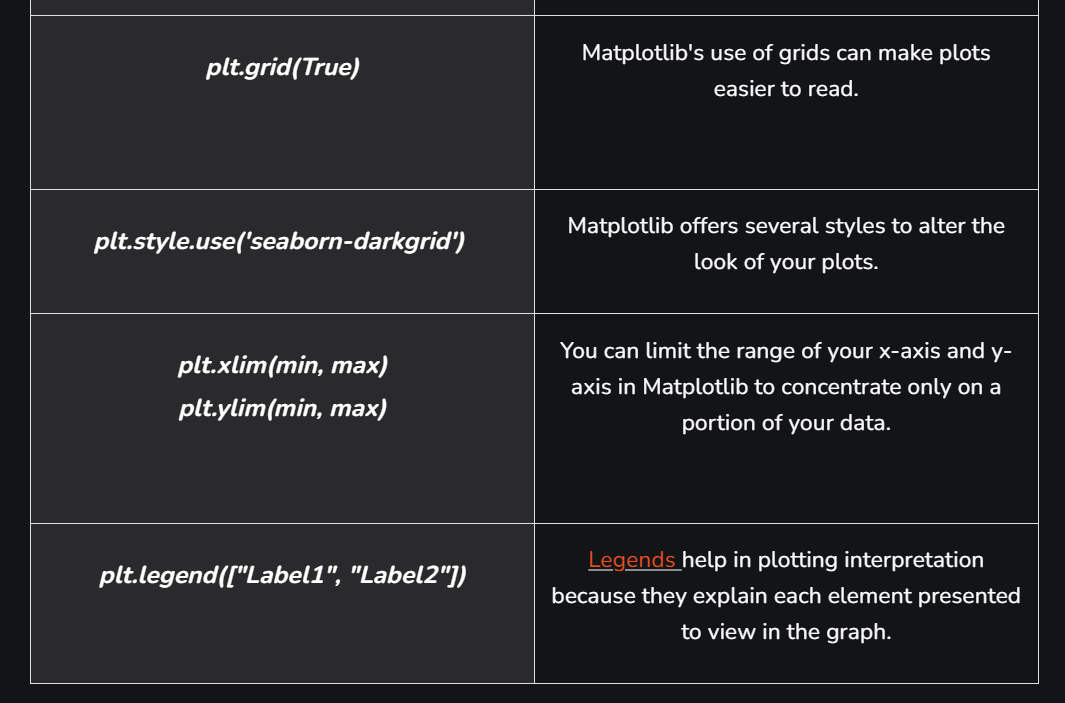 plt.grid(True)
Matplotlib's use of grids can make plots
easier to read.
plt.style.use('seaborn-darkgrid')
Matplotlib offers several styles to alter the
look of your plots.
plt.xlim(min, max)
plt.ylim(min, max)
You can limit the range of your x-axis and y-
axis in Matplotlib to concentrate only on a
portion of your data.
plt.legend(["Label1", "Label2"])
Legends help in plotting interpretation
because they explain each element presented
to view in the graph.